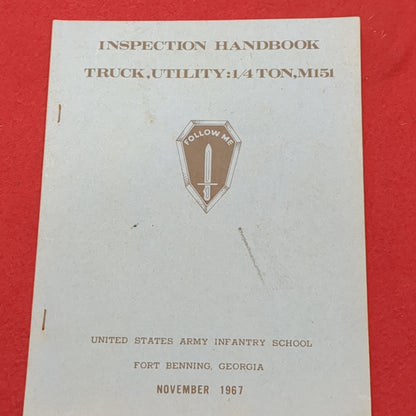 INSPECTION HANDBOOK
TRUCK,UTILITY:1/4 TON,M151
FOLLOW ME
UNITED STATES ARMY INFANTRY SCHOOL
FORT BENNING, GEORGIA
NOVEMBER 1967